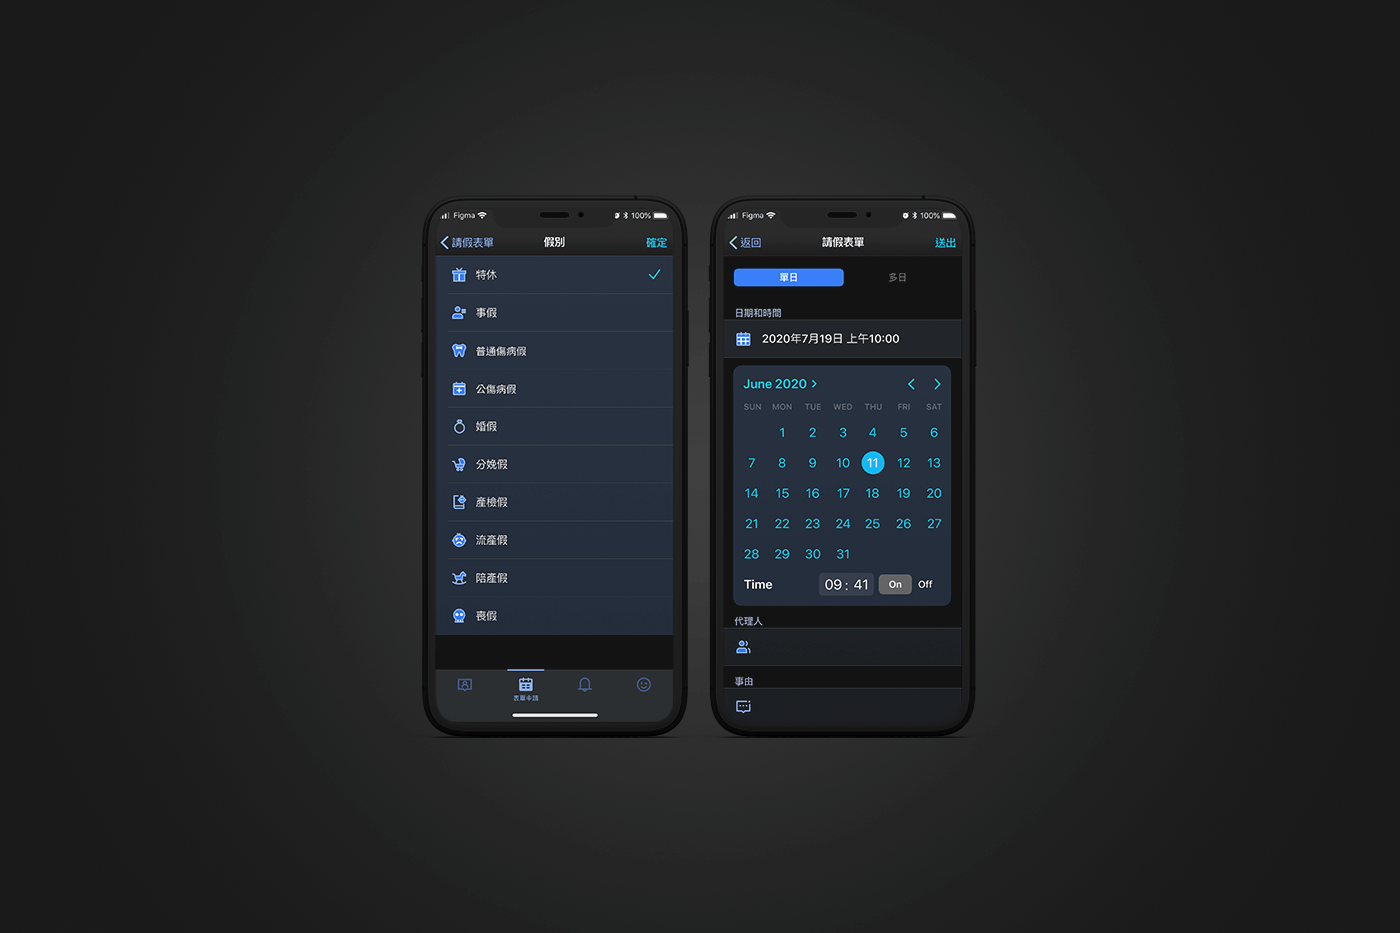 Figma
100%
請假表單
假別
確定
特休
事假
普通傷病假
公傷病假
婚假
分娩假
產檢假
流產假
陪產假
喪假
表單申請
Figma
100%
返回
請假表單
送出
單日
多日
日期和時間
2020年7月19日 上午10:00
June 2020
SUN MON TUE WED THU FRI SAT
1 2 3 4 5 6
7 8 9 10 11 12 13
14 15 16 17 18 19 20
21 22 23 24 25 26 27
28 29 30 31
Time 09 : 41 On Off
代理人
事由